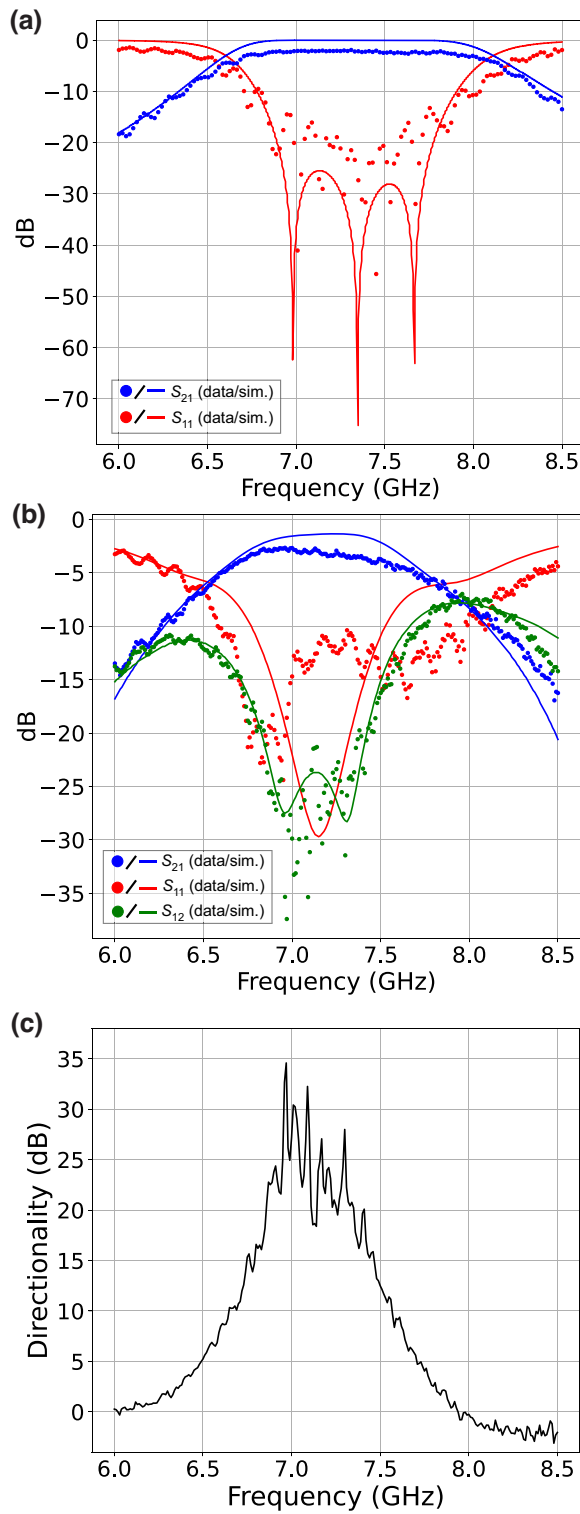 (a)
0
−10
−20
−30
−40
−50
−60
−70
dB
S21 (data/sim.)
S11 (data/sim.)
6.0 6.5 7.0 7.5 8.0 8.5
Frequency (GHz)
(b)
0
−5
−10
−15
−20
−25
−30
−35
dB
S21 (data/sim.)
S11 (data/sim.)
S12 (data/sim.)
6.0 6.5 7.0 7.5 8.0 8.5
Frequency (GHz)
(c)
35
30
25
20
15
10
5
0
Directionality (dB)
6.0 6.5 7.0 7.5 8.0 8.5
Frequency (GHz)